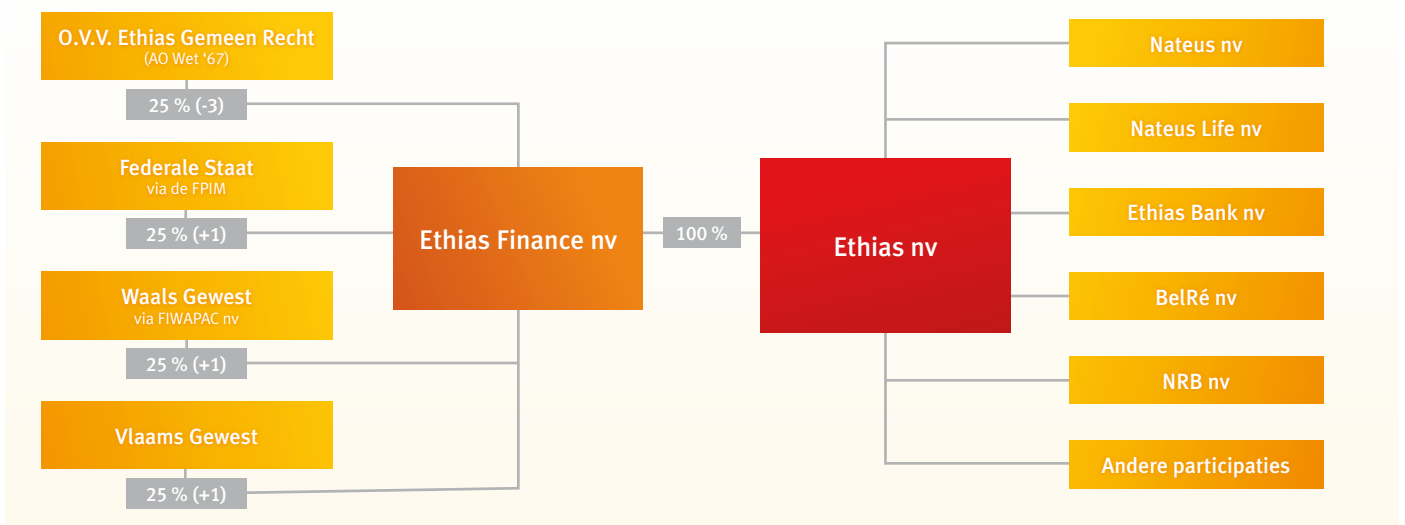 O.V.V. Ethias Gemeen Recht
(AO Wet ‘67)
25 % (-3)
Federale Staat
via de FPIM
25 % (+1)
Waals Gewest
via FIWAPAC nv
25 % (+1)
Vlaams Gewest
25 % (+1)
Ethias Finance nv
100 %
Ethias nv
Nateus nv
Nateus Life nv
Ethias Bank nv
BelRé nv
NRB nv
Andere participaties